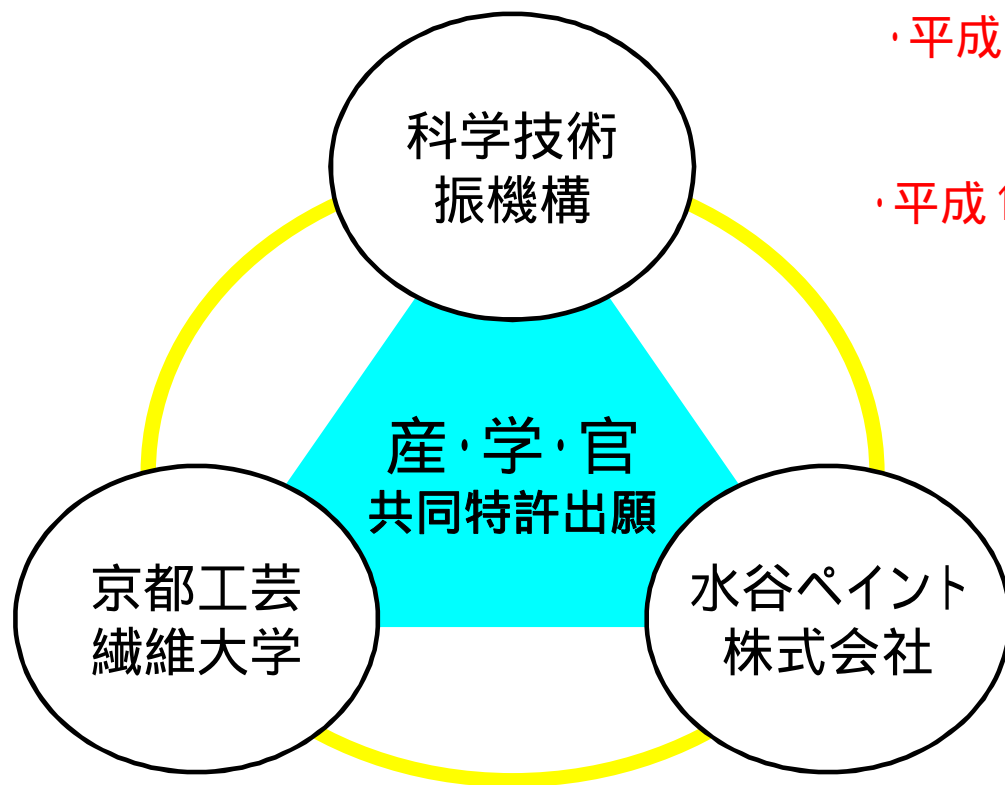 ・平成
科学技術
振機構
・平成
産・学・官
共同特許出願
京都工芸
繊維大学
水谷ペイント
株式会社